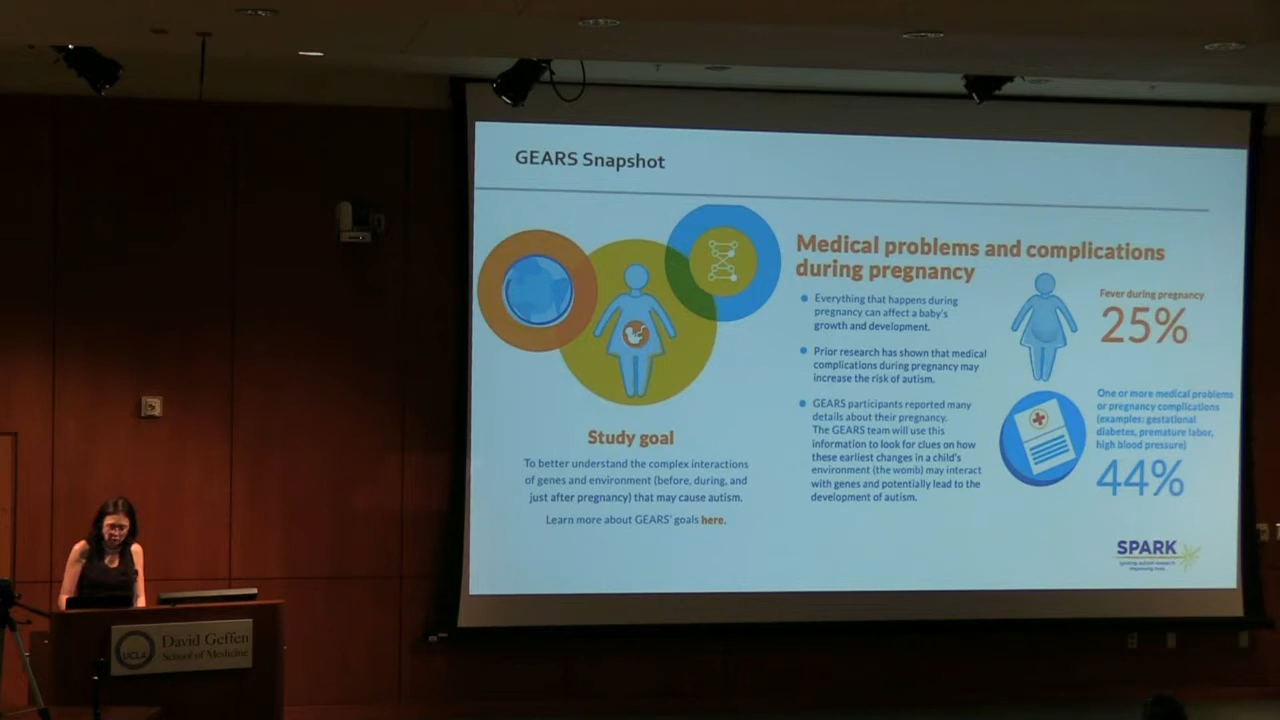 GEARS Snapshot
Study goal
To better understand the complex interactions
of genes and environment (before, during, and
just after pregnancy) that may cause autism.
Learn more about GEARS' goals here.
Medical problems and complications
during pregnancy
Everything that happens during
pregnancy can affect a baby's
growth and development.
Prior research has shown that medical
complications during pregnancy may
increase the risk of autism.
GEARS participants reported many
details about their pregnancy.
The GEARS team will use this
information to look for clues on how
these earliest changes in a child's
environment (the womb) may interact
with genes and potentially lead to the
development of autism.
Fever during pregnancy
25%
One or more medical problems
or pregnancy complications
(examples: gestational
diabetes, premature labor,
high blood pressure)
44%
SPARK
Igniting autism research
Improving lives
UCLA
David Geffen
School of Medicine